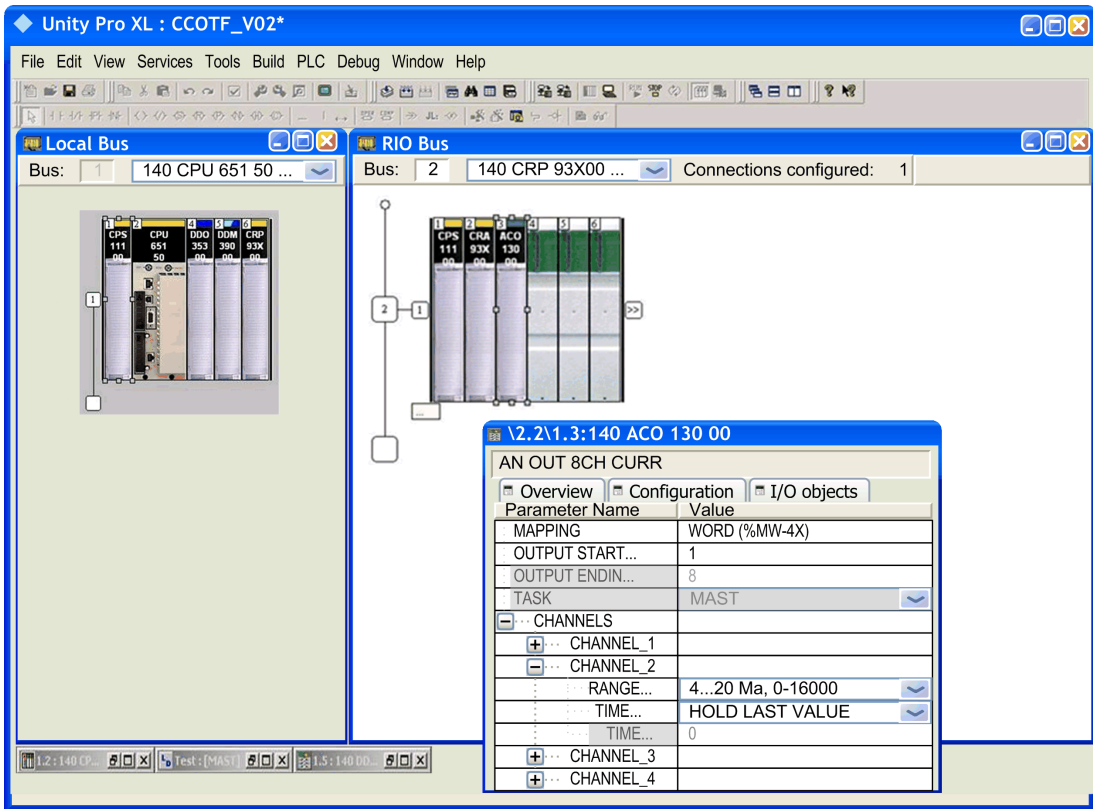 Unity Pro XL : CCOTF_V02*
File Edit View Services Tools Build PLC Debug Window Help
Local Bus
Bus: 1 140 CPU 651 50 ...
1 2 4 5 6
CPS CPU DDO DDM CRP
111 651 353 390 93X
00 50 00 00 00
1
RIO Bus
Bus: 2 140 CRP 93X00 ... Connections configured: 1
1 2 3 4 5 6
CPS CRA ACO
111 93X 130
00 00 00
2 1 >>
...
\2.2\1.3:140 ACO 130 00
AN OUT 8CH CURR
Overview Configuration I/O objects
Parameter Name Value
MAPPING WORD (%MW-4X)
OUTPUT START... 1
OUTPUT ENDIN... 8
TASK MAST
CHANNELS
CHANNEL_1
CHANNEL_2
RANGE... 4...20 Ma, 0-16000
TIME... HOLD LAST VALUE
TIME... 0
CHANNEL_3
CHANNEL_4
1.2 : 140 CP... Test : [MAST] 1.5 : 140 DD...